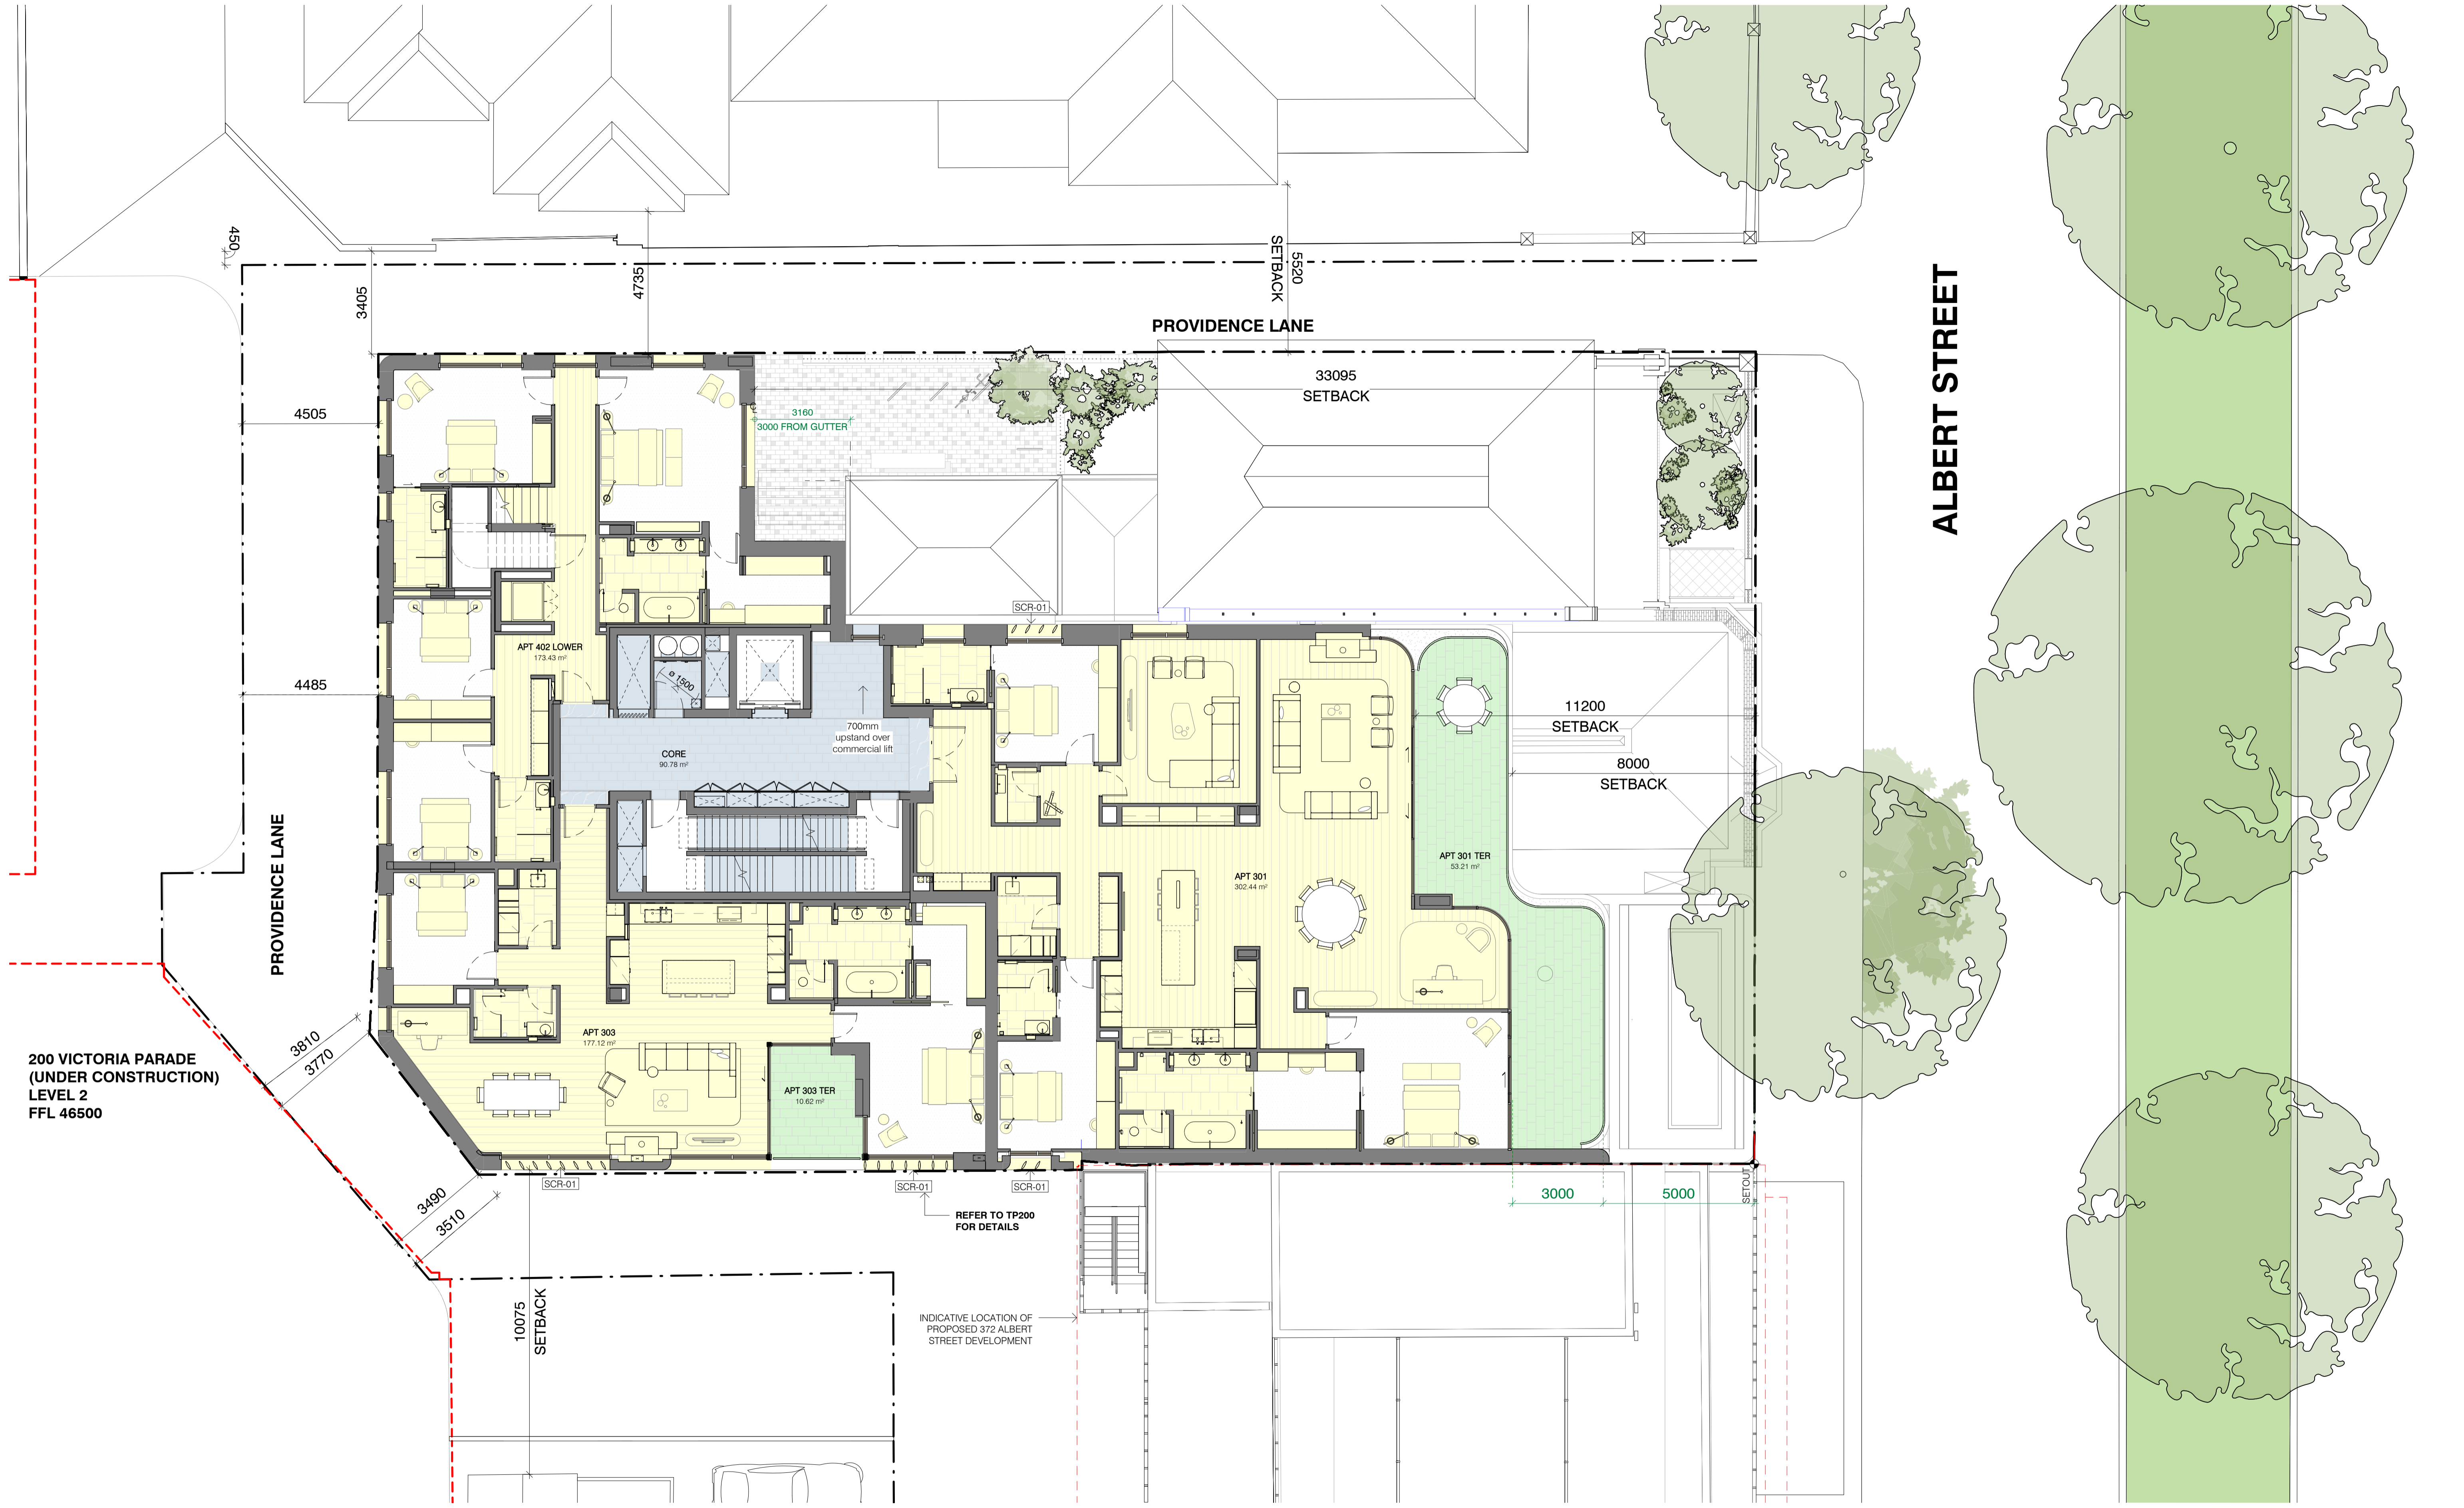 450
3405
4735
5520
SETBACK
PROVIDENCE LANE
ALBERT STREET
33095
SETBACK
4505
3160
3000 FROM GUTTER
SCR-01
APT 402 LOWER
173.43 m²
4485
ø 1500
700mm
upstand over
commercial lift
CORE
90.78 m²
11200
SETBACK
8000
SETBACK
PROVIDENCE LANE
APT 301 TER
53.21 m²
APT 301
302.44 m²
3810
3770
APT 303
177.12 m²
200 VICTORIA PARADE
(UNDER CONSTRUCTION)
LEVEL 2
FFL 46500
APT 303 TER
10.62 m²
SCR-01
SCR-01
SCR-01
SETOUT
3490
3510
3000
5000
REFER TO TP200
FOR DETAILS
10075
SETBACK
INDICATIVE LOCATION OF
PROPOSED 372 ALBERT
STREET DEVELOPMENT